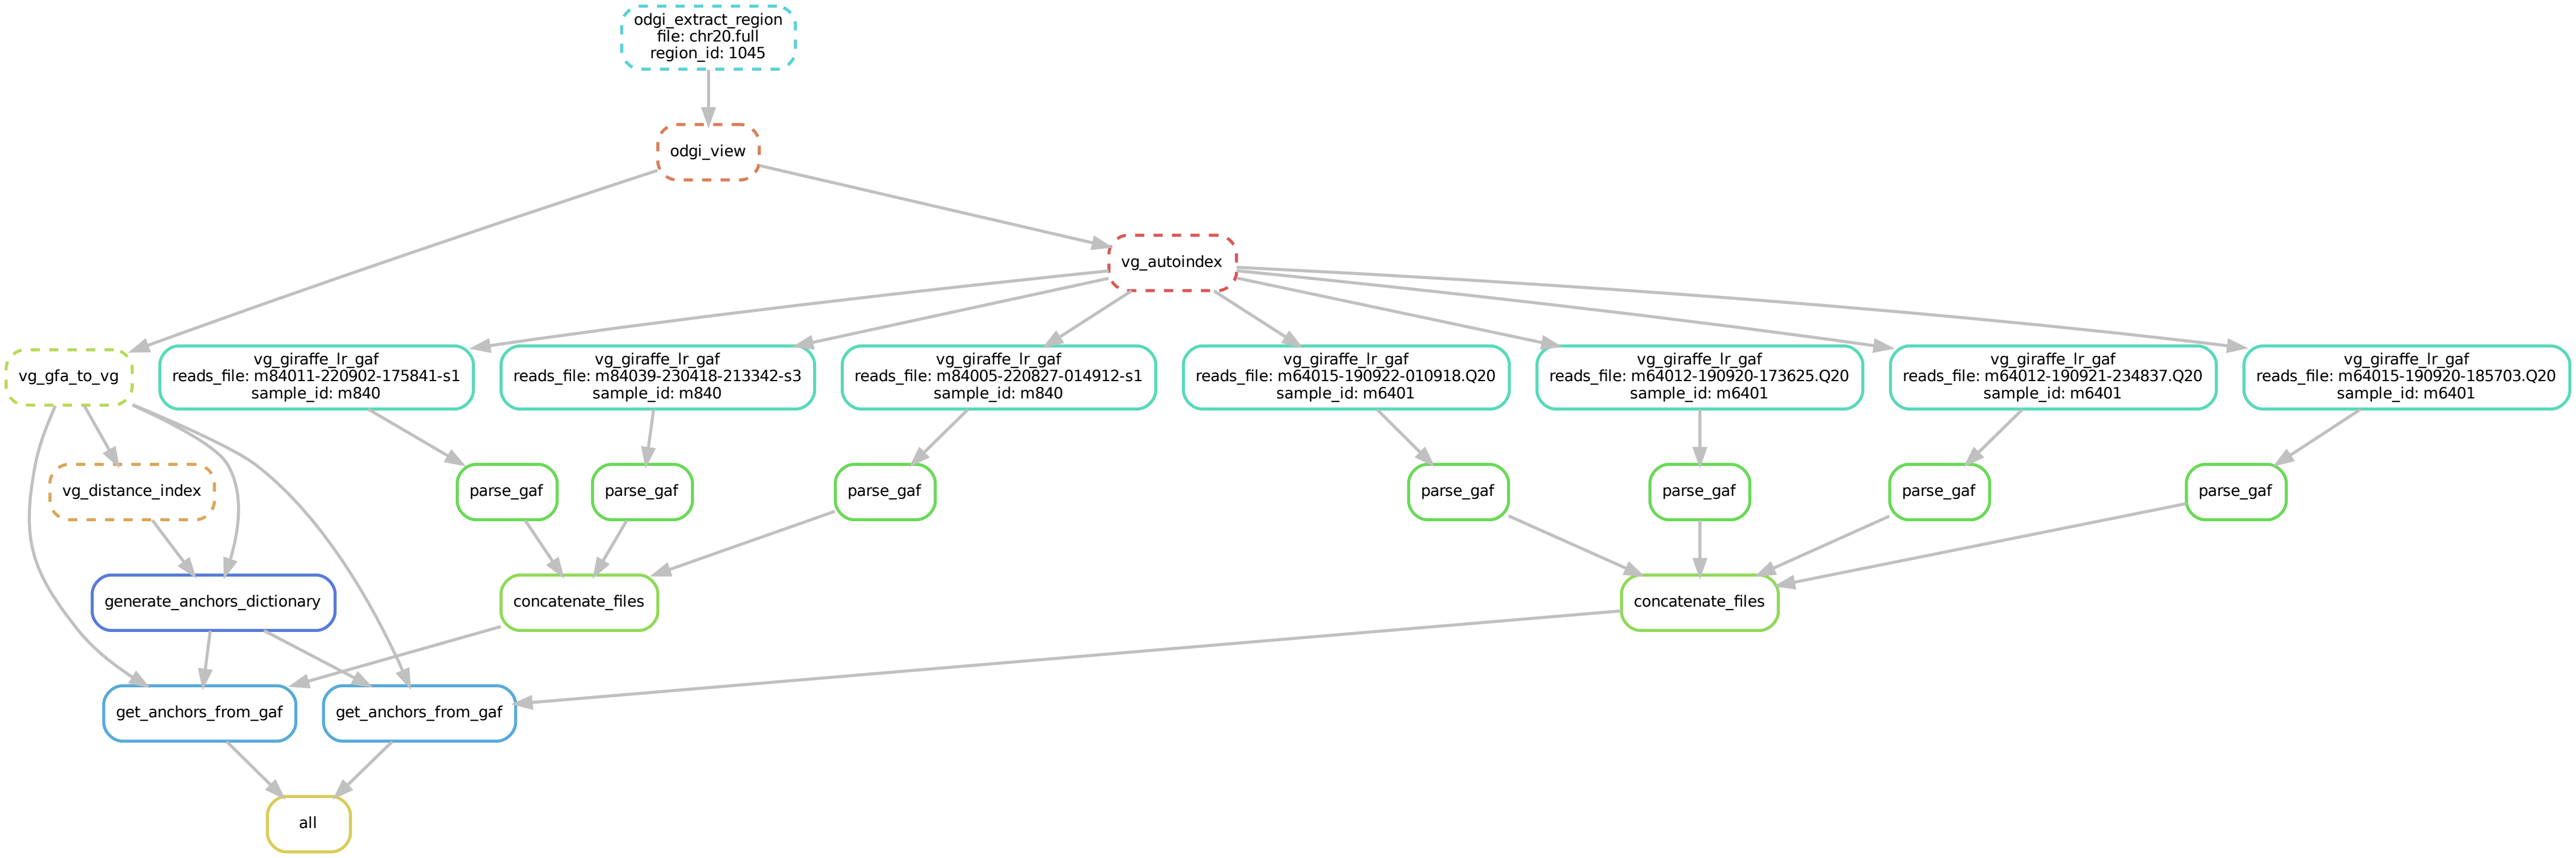 odgi_extract_region
file: chr20.full
region_id: 1045
odgi_view
vg_autoindex
vg_gfa_to_vg
vg_giraffe_lr_gaf
reads_file: m84011-220902-175841-s1
sample_id: m840
vg_giraffe_lr_gaf
reads_file: m84039-230418-213342-s3
sample_id: m840
vg_giraffe_lr_gaf
reads_file: m84005-220827-014912-s1
sample_id: m840
vg_giraffe_lr_gaf
reads_file: m64015-190922-010918.Q20
sample_id: m6401
vg_giraffe_lr_gaf
reads_file: m64012-190920-173625.Q20
sample_id: m6401
vg_giraffe_lr_gaf
reads_file: m64012-190921-234837.Q20
sample_id: m6401
vg_giraffe_lr_gaf
reads_file: m64015-190920-185703.Q20
sample_id: m6401
vg_distance_index
parse_gaf
parse_gaf
parse_gaf
parse_gaf
parse_gaf
parse_gaf
parse_gaf
generate_anchors_dictionary
concatenate_files
concatenate_files
get_anchors_from_gaf
get_anchors_from_gaf
all